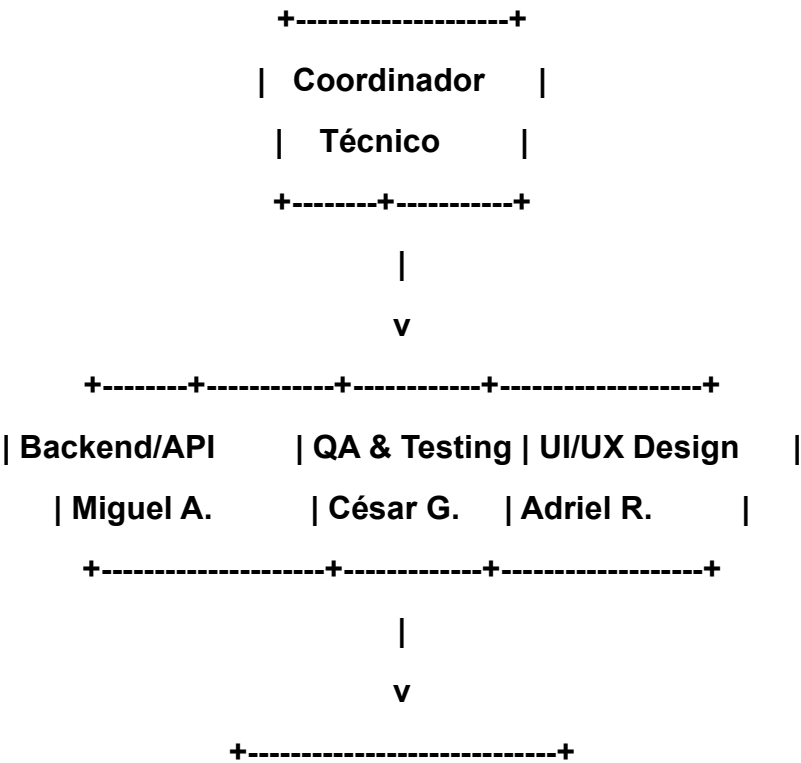 +--------------------+
| Coordinador |
| Técnico |
+--------+-----------+
|
v
+--------+------------+------------+-------------------+
| Backend/API | QA & Testing | UI/UX Design |
| Miguel A. | César G. | Adriel R. |
+---------------------+-------------+-------------------+
|
v
+-----------------------------+